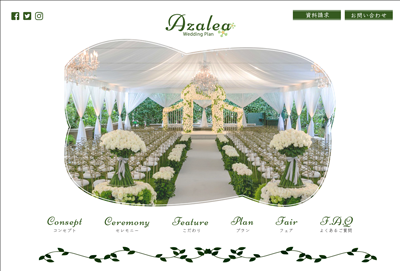 Azalea
Wedding Plan
資料請求
お問い合わせ
Consept
コンセプト
Ceremony
セレモニー
Feature
こだわり
Plan
プラン
Fair
フェア
F.A.Q
よくあるご質問